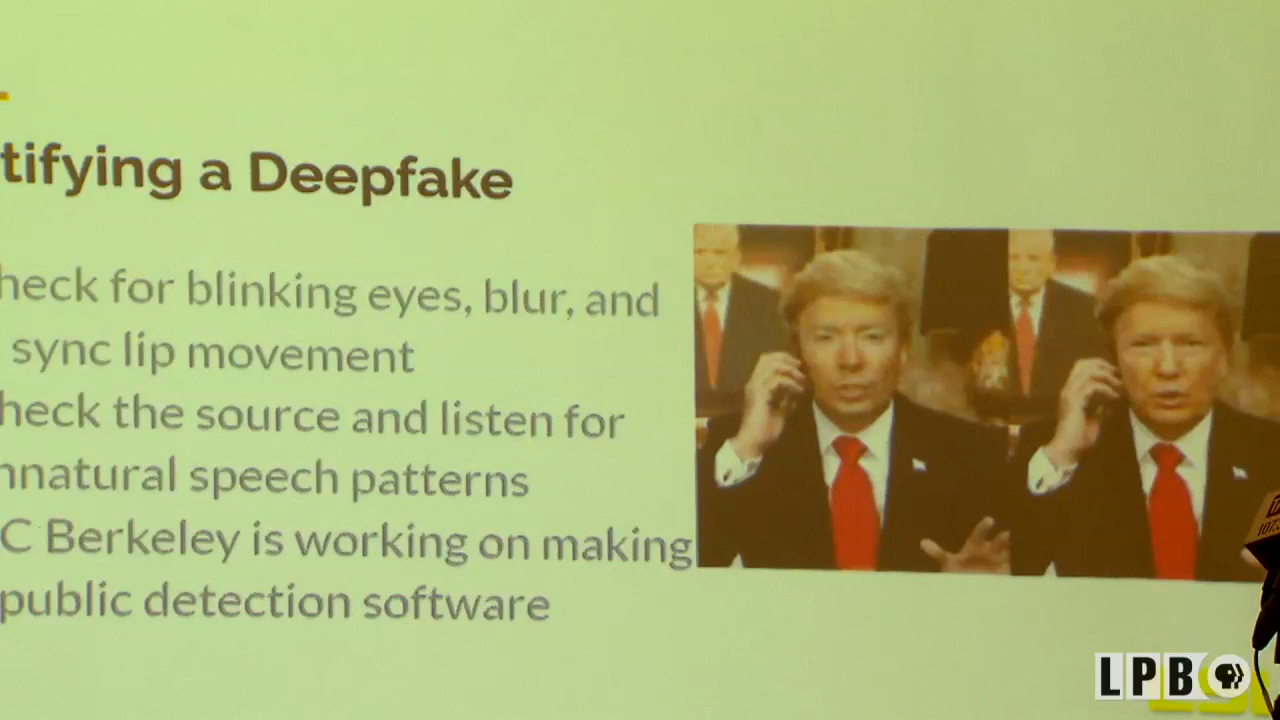 tifying a Deepfake
heck for blinking eyes, blur, and
sync lip movement
heck the source and listen for
nnatural speech patterns
C Berkeley is working on making
public detection software
LPB